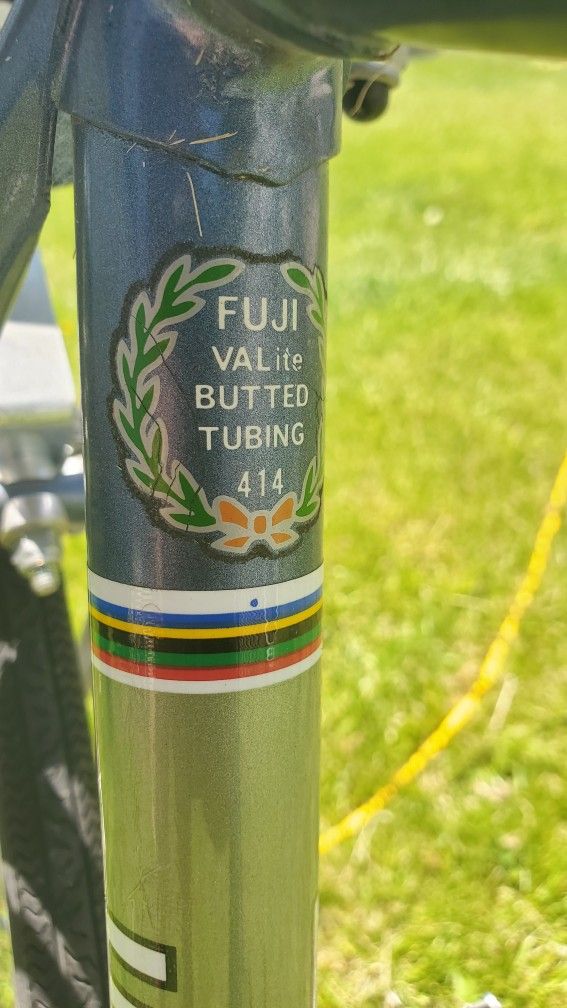 FUJI
VALite
BUTTED
TUBING
414